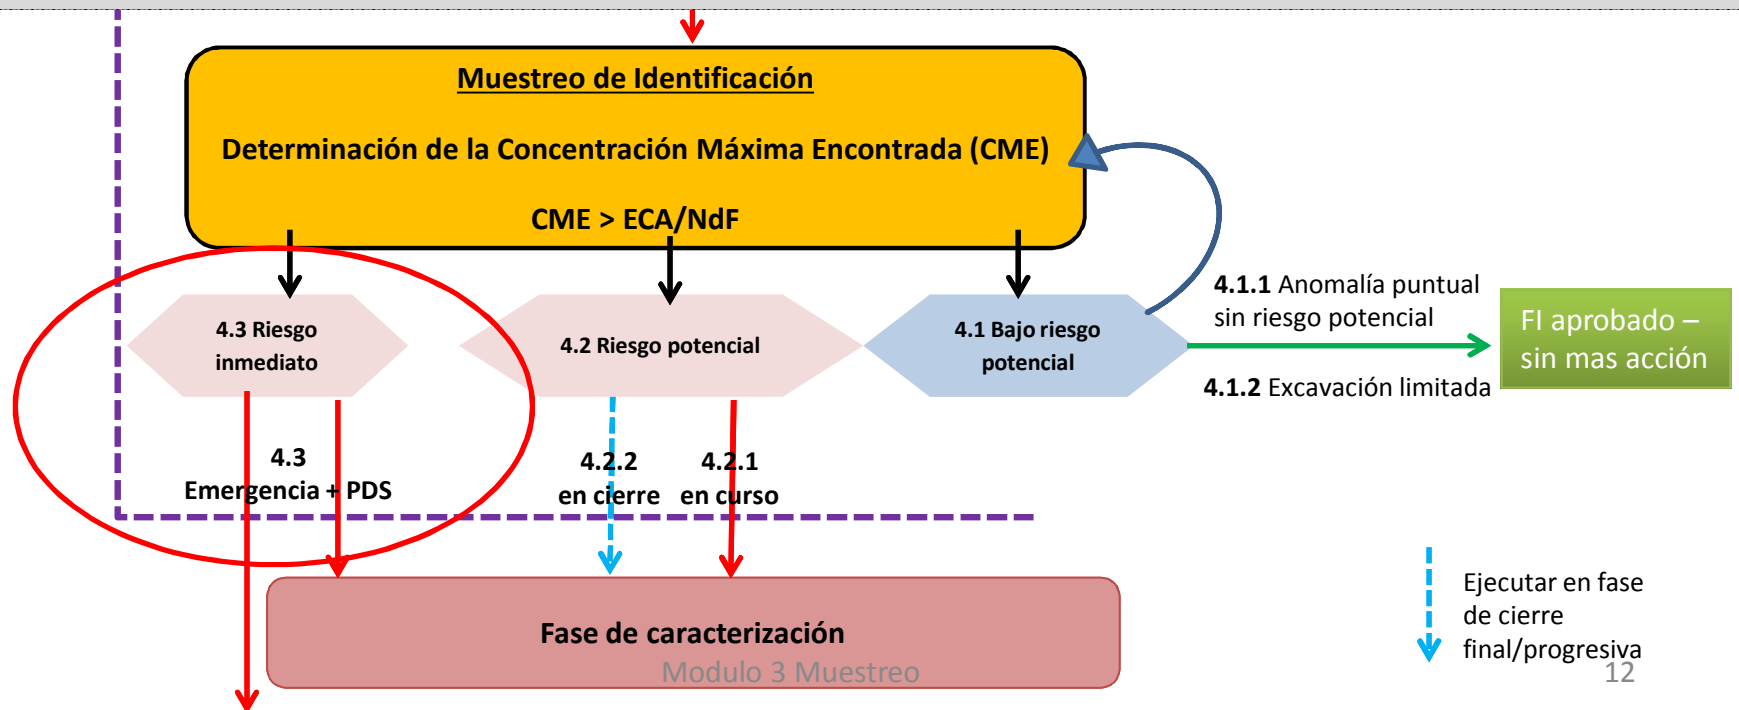 Muestreo de Identificación
Determinación de la Concentración Máxima Encontrada (CME)
CME > ECA/NdF
4.3 Riesgo
inmediato
4.2 Riesgo potencial
4.1 Bajo riesgo
potencial
4.1.1 Anomalía puntual
sin riesgo potencial
4.1.2 Excavación limitada
FI aprobado –
sin mas acción
4.3
Emergencia + PDS
4.2.2
en cierre
4.2.1
en curso
Fase de caracterización
Ejecutar en fase
de cierre
final/progresiva
Modulo 3 Muestreo
12